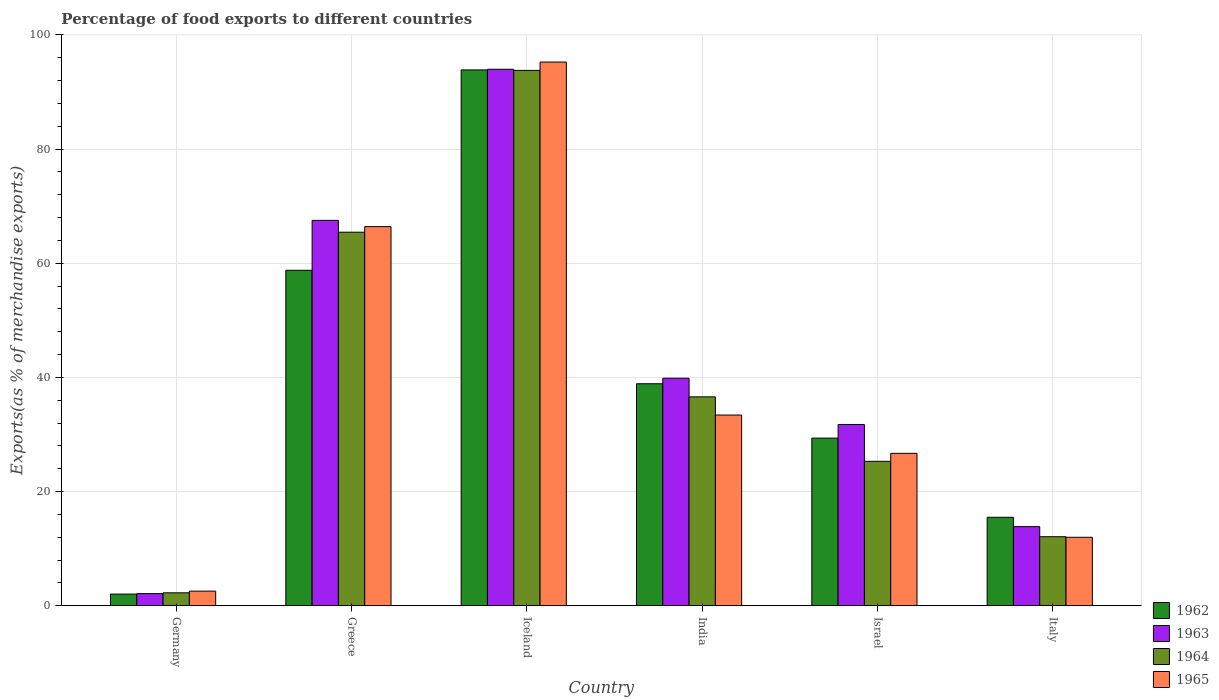 Percentage of food exports to different countries
Exports(as % of merchandise exports)
100
80
60
40
20
0
Germany
Greece
Iceland
India
Israel
Italy
Country
1962
1963
1964
1965